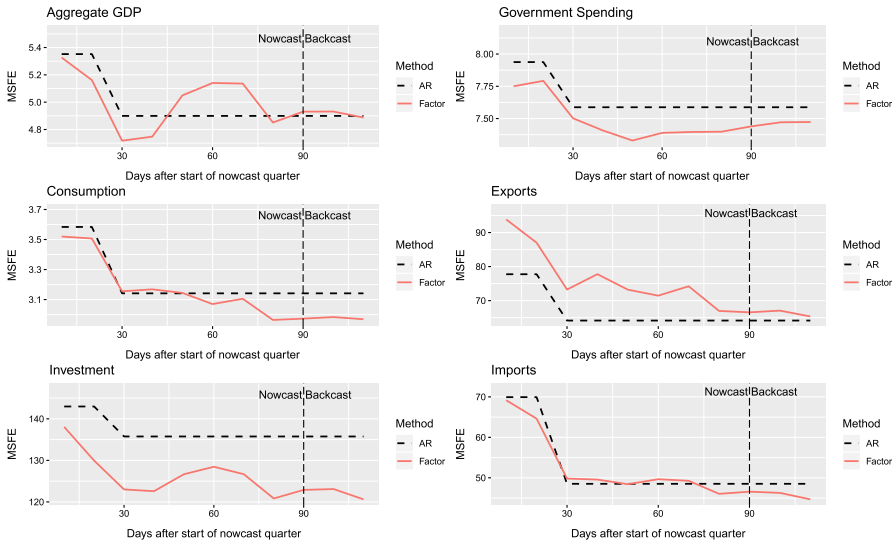 Aggregate GDP
Nowcast Backcast
MSFE
5.4
5.2
5.0
4.8
30
60
90
Days after start of nowcast quarter
Method
AR
Factor
Government Spending
Nowcast Backcast
MSFE
8.00
7.75
7.50
30
60
90
Days after start of nowcast quarter
Method
AR
Factor
Consumption
Nowcast Backcast
MSFE
3.7
3.5
3.3
3.1
30
60
90
Days after start of nowcast quarter
Method
AR
Factor
Exports
Nowcast Backcast
MSFE
90
80
70
30
60
90
Days after start of nowcast quarter
Method
AR
Factor
Investment
Nowcast Backcast
MSFE
140
130
120
30
60
90
Days after start of nowcast quarter
Method
AR
Factor
Imports
Nowcast Backcast
MSFE
70
60
50
30
60
90
Days after start of nowcast quarter
Method
AR
Factor